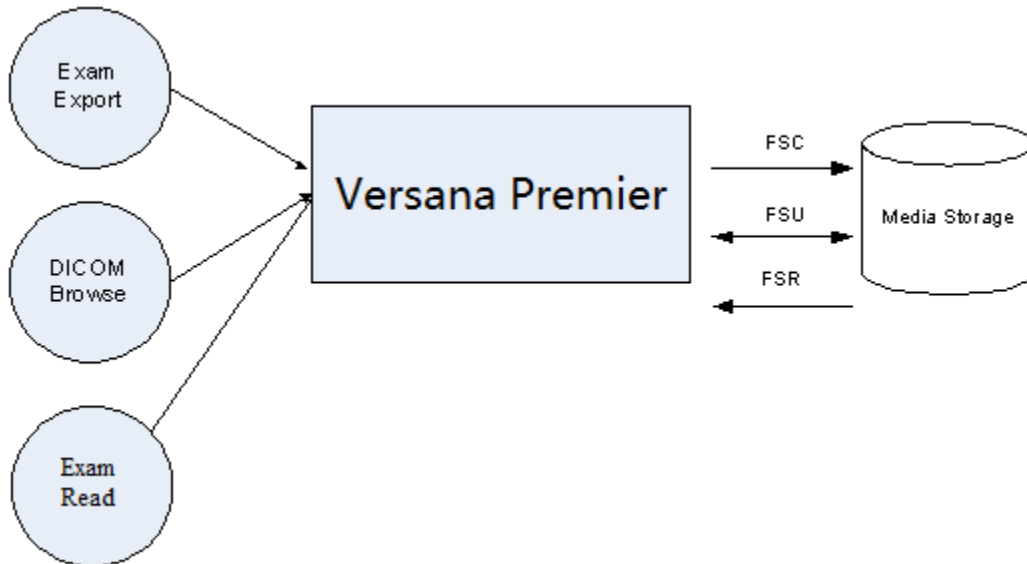 Exam
Export
DICOM
Browse
Exam
Read
Versana Premier
FSC
FSU
FSR
Media Storage